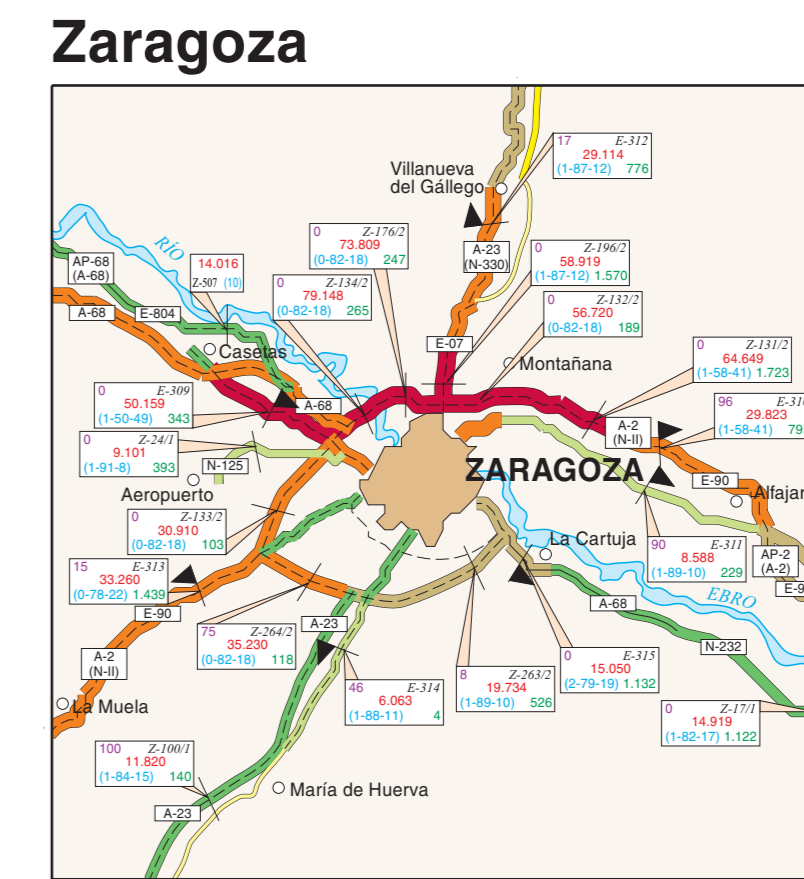 Zaragoza
17 E-312
29.114
(1-87-12) 776
Villanueva
del Gállego
0 Z-176/2
73.809
(0-82-18) 247
A-23
(N-330)
0 Z-196/2
58.919
(1-87-12) 1.570
RÍO
AP-68
(A-68)
14.016
Z-507 (10)
0 Z-134/2
79.148
(0-82-18) 265
0 Z-132/2
56.720
(0-82-18) 189
A-68
E-804
E-07
Casetas
Montañana
0 Z-131/2
64.649
(1-58-41) 1.723
0 E-309
50.159
(1-50-49) 343
A-68
96
29.823
(1-58-41)
A-2
(N-II)
0 Z-24/1
9.101
(1-91-8) 393
N-125
ZARAGOZA
E-90
Aeropuerto
0 Z-133/2
30.910
(0-82-18) 103
La Cartuja
90 E-311
8.588
(1-89-10) 229
AP-2
(A-2)
15 E-313
33.260
(0-78-22) 1.439
E-90
EBRO
A-68
75 Z-264/2
35.230
(0-82-18) 118
A-23
N-232
A-2
(N-II)
0 E-315
15.050
(2-79-19) 1.132
8 Z-263/2
19.734
(1-89-10) 526
46 E-314
6.063
(1-88-11) 4
La Muela
0 Z-17/1
14.919
(1-82-17) 1.122
100 Z-100/1
11.820
(1-84-15) 140
María de Huerva
A-23